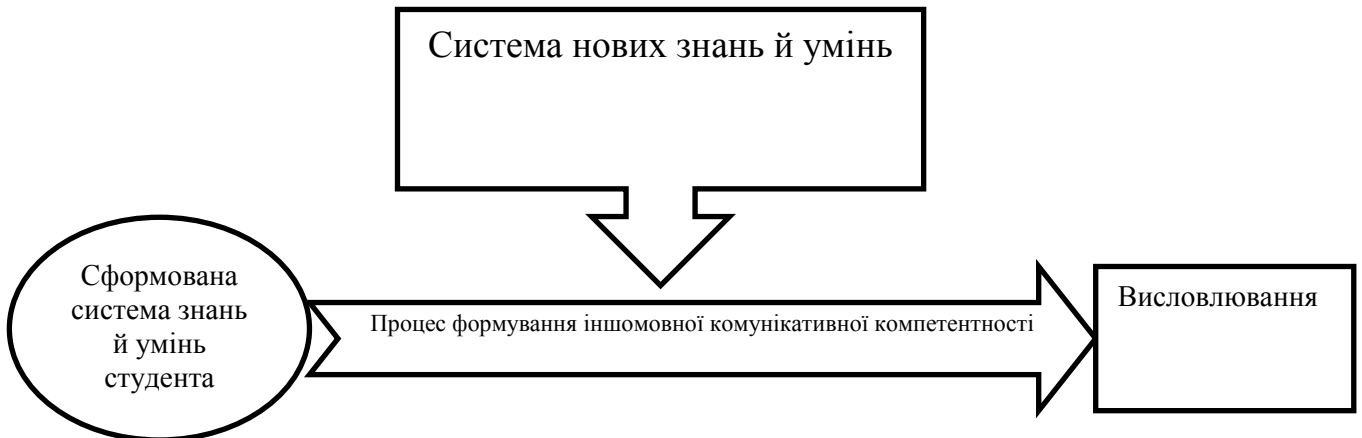 Система нових знань й умінь
Сформована
система знань
й умінь
студента
Процес формування іншомовної комунікативної компетентності
Висловлювання